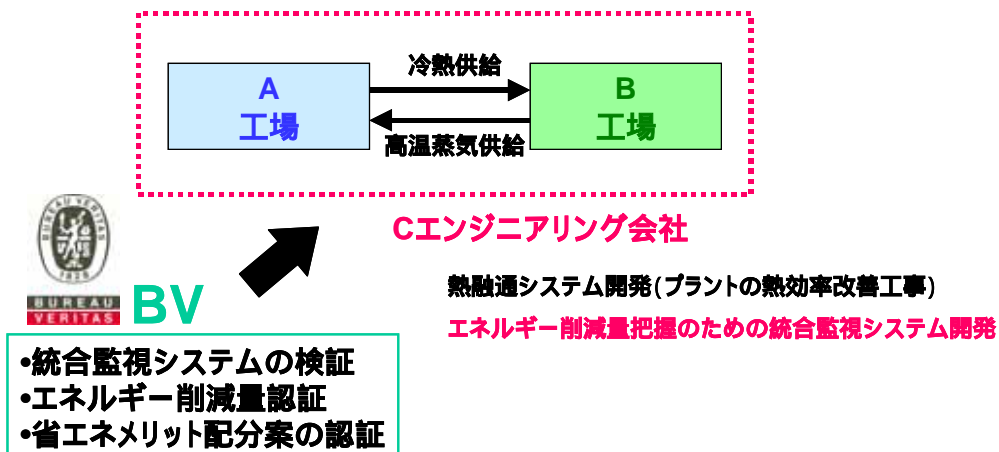 冷熱供給
A
工場
B
工場
高温蒸気供給
Cエンジニアリング会社
熱融通システム開発(プラントの熱効率改善工事)
エネルギー削減量把握のための統合監視システム開発
BUREAU VERITAS
1828
BUREAU
VERITAS
BV
•統合監視システムの検証
•エネルギー削減量認証
•省エネメリット配分案の認証